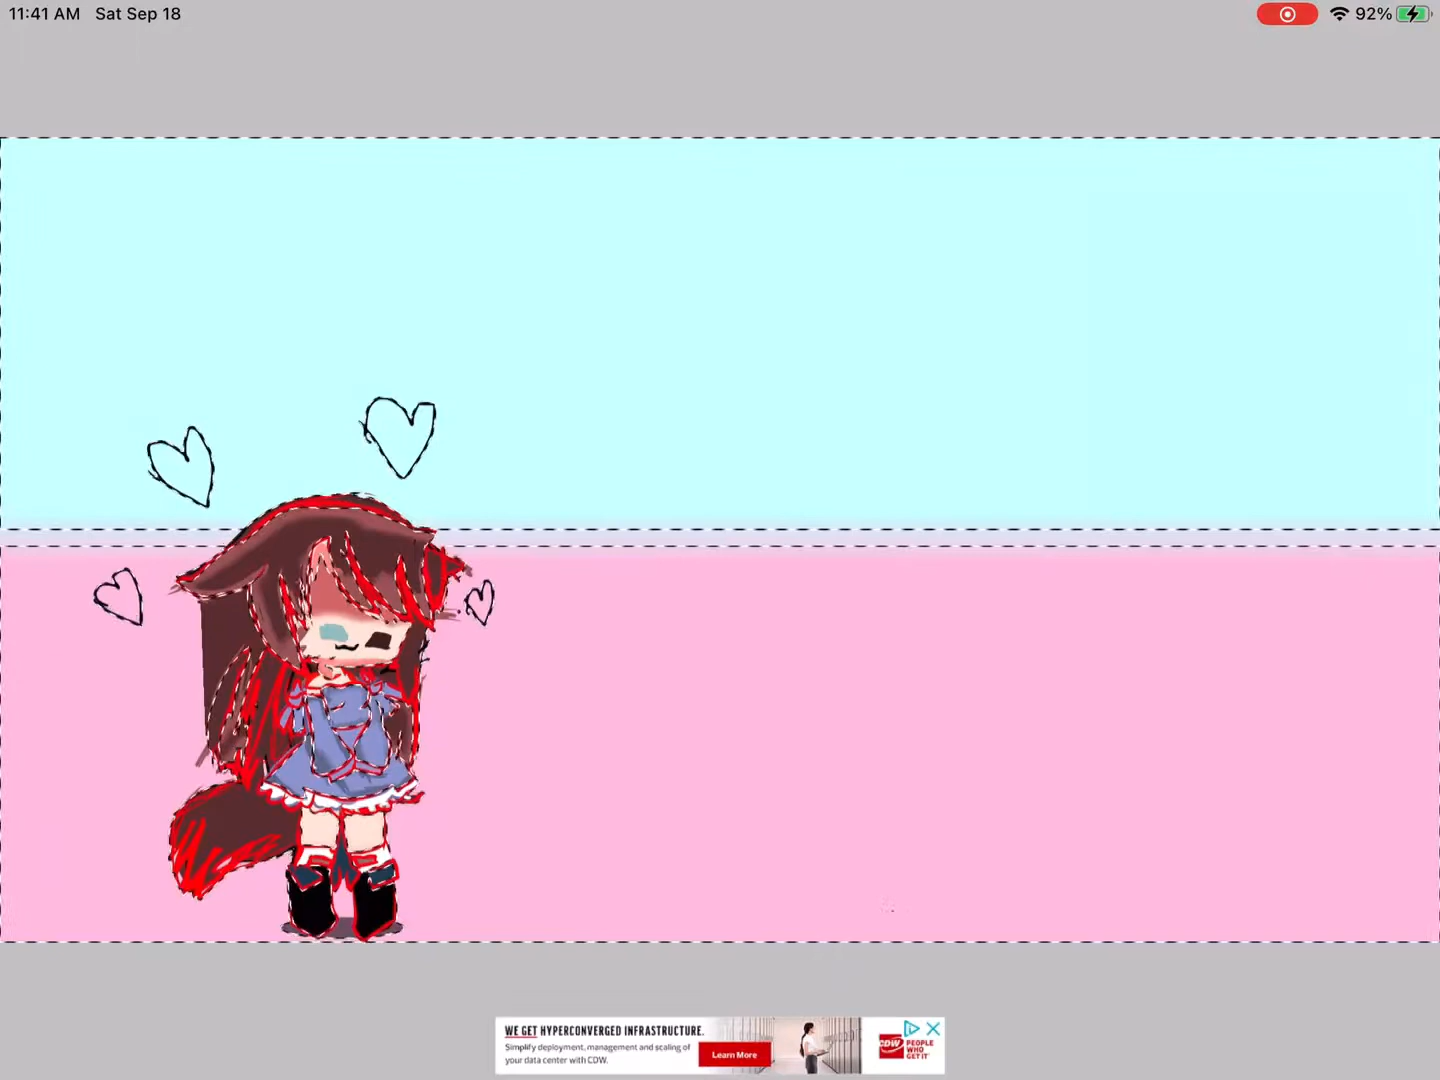 11:41 AM Sat Sep 18 92%
WE GET HYPERCONVERGED INFRASTRUCTURE.
Simplify deployment, management and scaling of
your data center with CDW.
Learn More
CDW
PEOPLE
WHO
GET IT